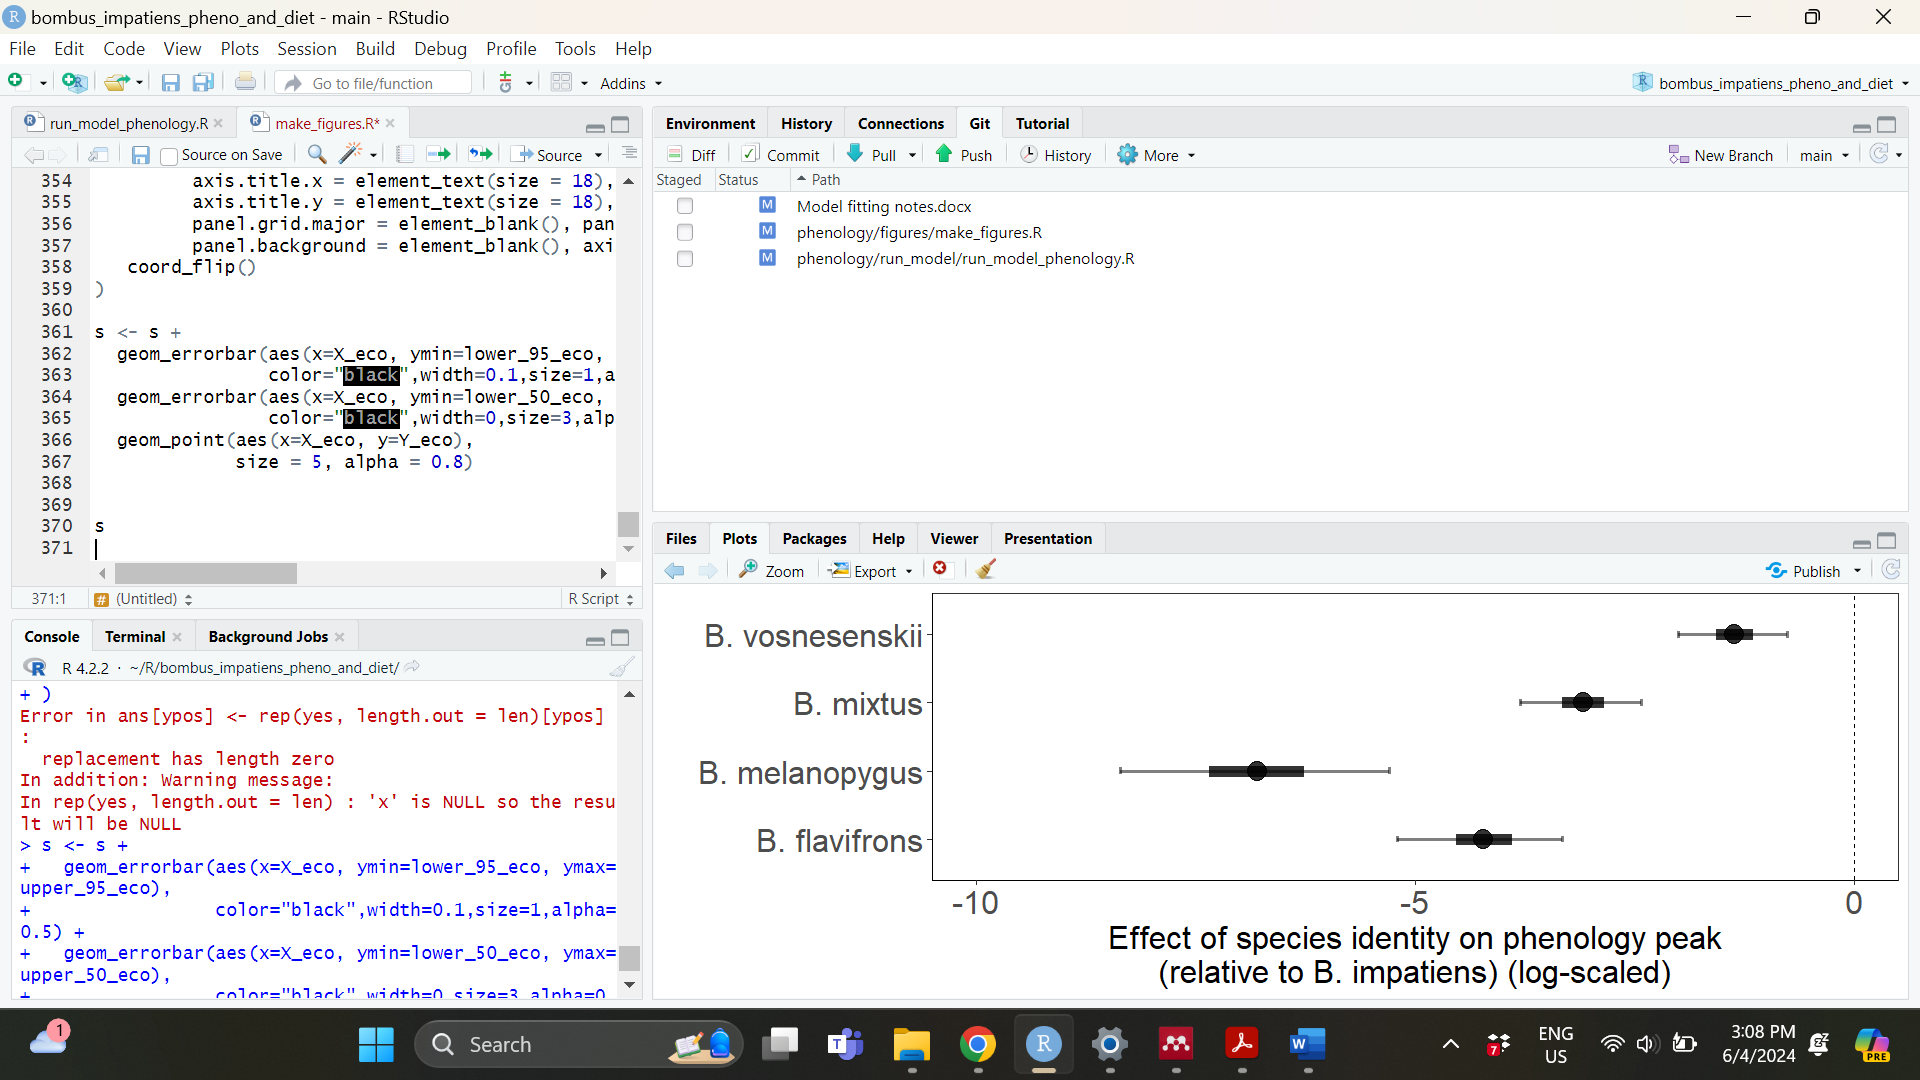 bombus_impatiens_pheno_and_diet - main - RStudio
File Edit Code View Plots Session Build Debug Profile Tools Help
Go to file/function Addins bombus_impatiens_pheno_and_diet
run_model_phenology.R make_figures.R*
Source on Save Source
354 axis.title.x = element_text(size = 18),
355 axis.title.y = element_text(size = 18),
356 panel.grid.major = element_blank(), pan
357 panel.background = element_blank(), axi
358 coord_flip()
359 )
360
361 s <- s +
362 geom_errorbar(aes(x=X_eco, ymin=lower_95_eco,
363 color="black",width=0.1,size=1,a
364 geom_errorbar(aes(x=X_eco, ymin=lower_50_eco,
365 color="black",width=0,size=3,alp
366 geom_point(aes(x=X_eco, y=Y_eco),
367 size = 5, alpha = 0.8)
368
369
370 s
371
371:1 # (Untitled) R Script
Console Terminal Background Jobs
R 4.2.2 · ~/R/bombus_impatiens_pheno_and_diet/
+ )
Error in ans[ypos] <- rep(yes, length.out = len)[ypos]
:
replacement has length zero
In addition: Warning message:
In rep(yes, length.out = len) : 'x' is NULL so the resu
lt will be NULL
> s <- s +
+ geom_errorbar(aes(x=X_eco, ymin=lower_95_eco, ymax=
upper_95_eco),
+ color="black",width=0.1,size=1,alpha=
0.5) +
+ geom_errorbar(aes(x=X_eco, ymin=lower_50_eco, ymax=
upper_50_eco),
+ color="black",width=0,size=3,alpha=0
Environment History Connections Git Tutorial
Diff Commit Pull Push History More New Branch main
Staged Status Path
M Model fitting notes.docx
M phenology/figures/make_figures.R
M phenology/run_model/run_model_phenology.R
Files Plots Packages Help Viewer Presentation
Zoom Export Publish
B. vosnesenskii
B. mixtus
B. melanopygus
B. flavifrons
-10 -5 0
Effect of species identity on phenology peak
(relative to B. impatiens) (log-scaled)
1 Search T R W 7 ENG
US
3:08 PM
6/4/2024
PRE